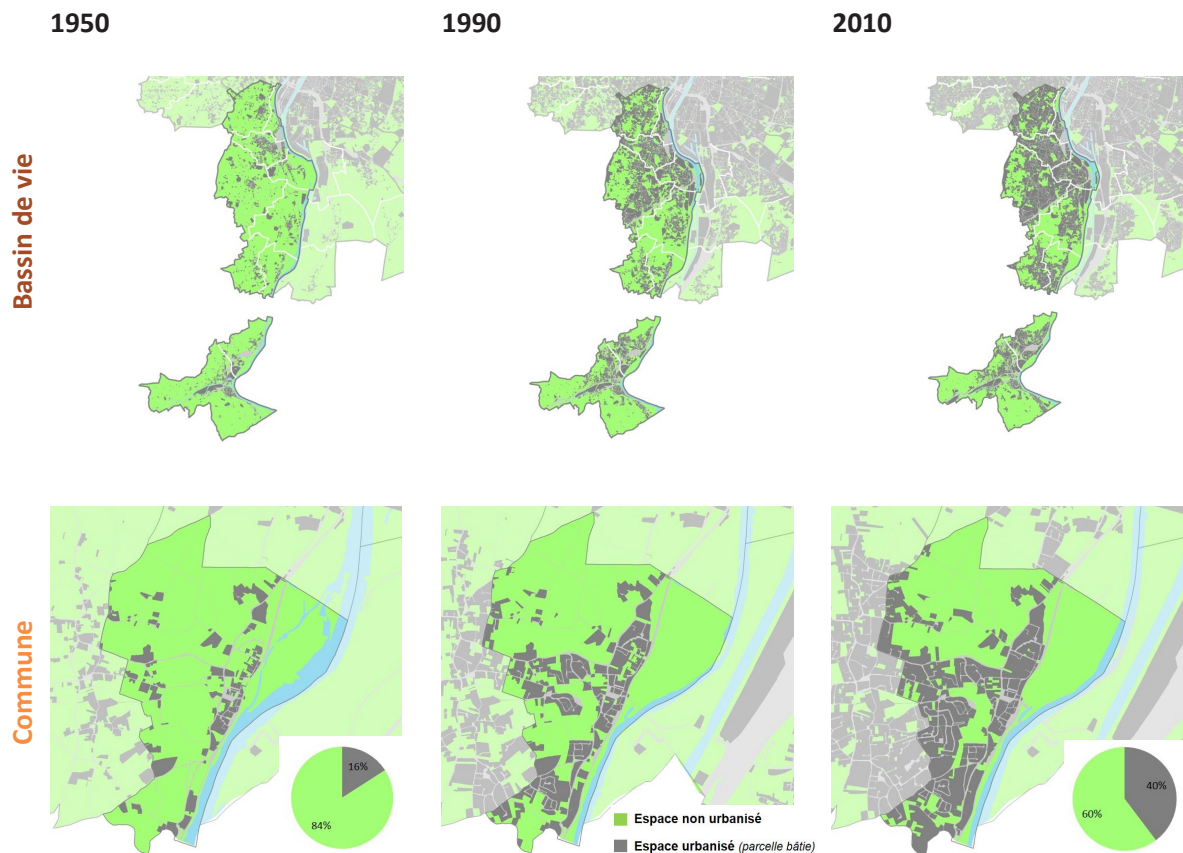 1950
1990
2010
Bassin de vie
Commune
16%
84%
Espace non urbanisé
Espace urbanisé (parcelle bâtie)
40%
60%